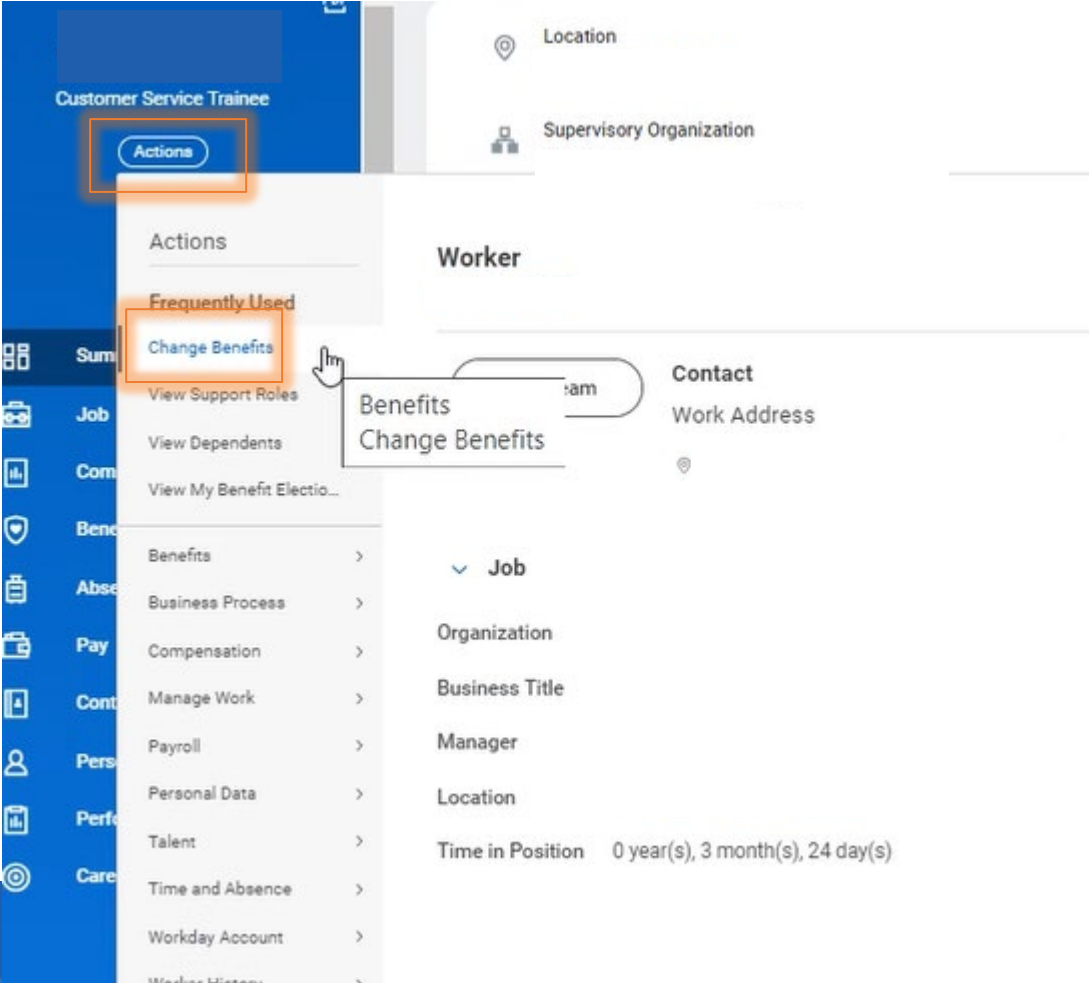 Customer Service Trainee
Actions
Location
Supervisory Organization
Actions
Frequently Used
Change Benefits
View Support Roles
View Dependents
View My Benefit Electio...
Benefits
Business Process
Compensation
Manage Work
Payroll
Personal Data
Talent
Time and Absence
Workday Account
Worker History
Sum
Job
Com
Bene
Abse
Pay
Cont
Pers
Perfo
Care
Benefits
Change Benefits
Worker
eam
Contact
Work Address
Job
Organization
Business Title
Manager
Location
Time in Position 0 year(s), 3 month(s), 24 day(s)